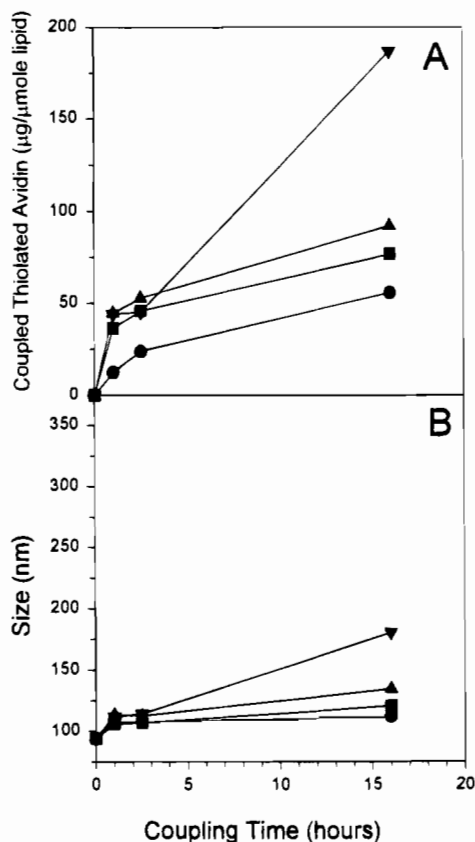 A
Coupled Thiolated Avidin (µg/µmole lipid)
200
150
100
50
0
B
Size (nm)
350
300
250
200
150
100
0 5 10 15 20
Coupling Time (hours)